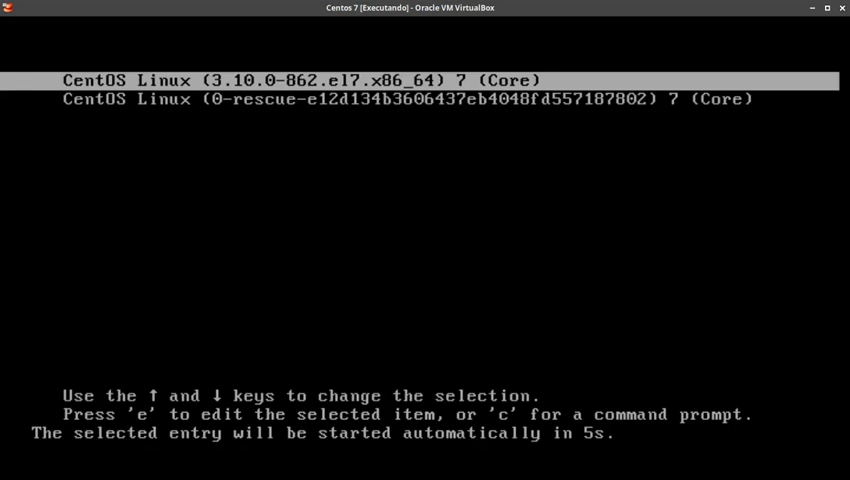 Centos 7 [Executando] - Oracle VM VirtualBox
CentOS Linux (3.10.0-862.el7.x86_64) 7 (Core)
CentOS Linux (0-rescue-e12d134b3606437eb4048fd557187802) 7 (Core)
Use the ↑ and ↓ keys to change the selection.
Press 'e' to edit the selected item, or 'c' for a command prompt.
The selected entry will be started automatically in 5s.